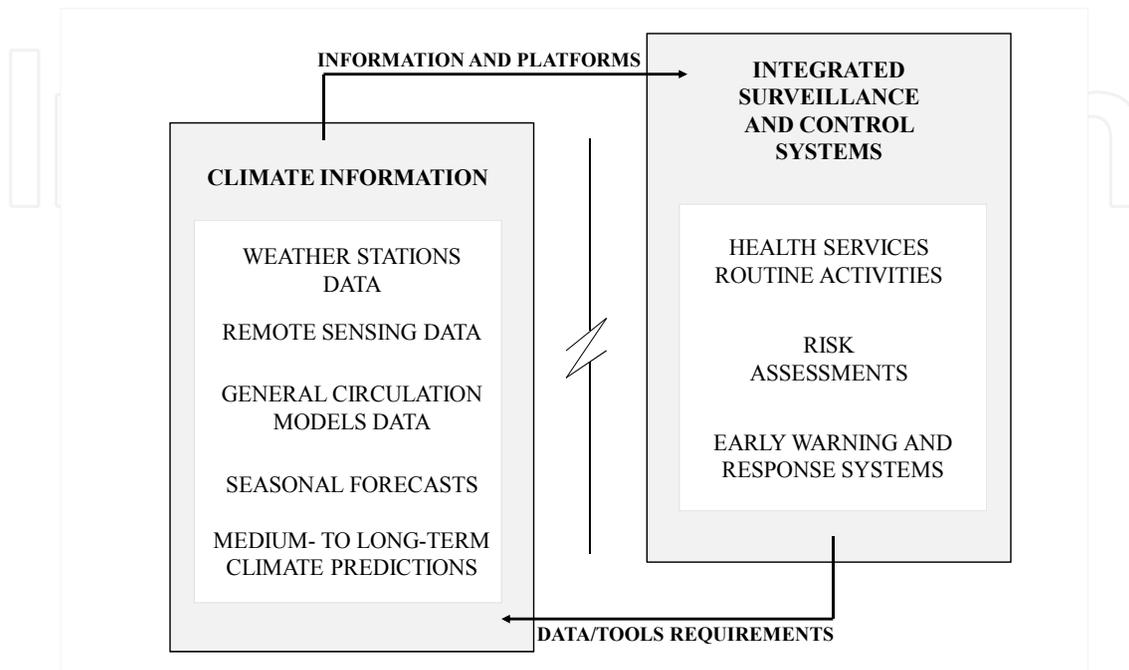 INFORMATION AND PLATFORMS
INTEGRATED
SURVEILLANCE
AND CONTROL
SYSTEMS
CLIMATE INFORMATION
WEATHER STATIONS
DATA
REMOTE SENSING DATA
GENERAL CIRCULATION
MODELS DATA
SEASONAL FORECASTS
MEDIUM- TO LONG-TERM
CLIMATE PREDICTIONS
HEALTH SERVICES
ROUTINE ACTIVITIES
RISK
ASSESSMENTS
EARLY WARNING AND
RESPONSE SYSTEMS
DATA/TOOLS REQUIREMENTS